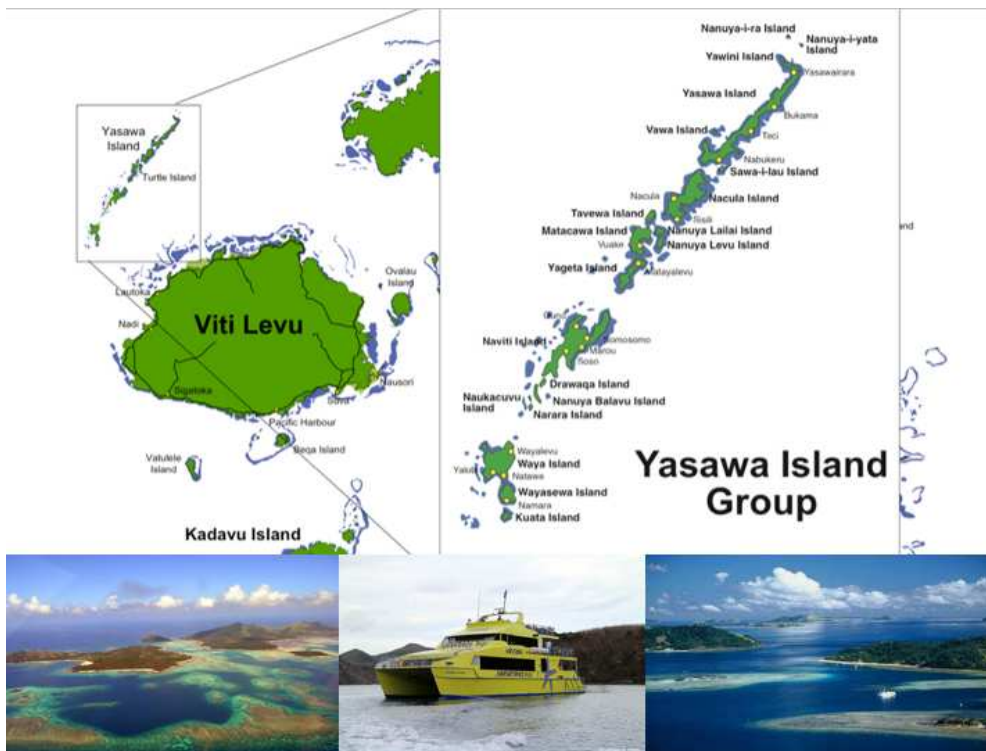 Yasawa
Island
Turtle Island
Ovalau
Island
Lautoka
Nadi
Viti Levu
Sigatoka
Nausori
Suva
Pacific Harbour
Beqa Island
Vatulele
Island
Kadavu Island
Nanuya-i-ra Island
Nanuya-i-yata
Island
Yawini Island
Yasawairara
Yasawa Island
Bukama
Teci
Vawa Island
Nabukeru
Sawa-i-lau Island
Nacula
Nacula Island
Tavewa Island
Matacawa Island
Nanuya Lailai Island
Vuake
Nanuya Levu Island
Yageta Island
Matayalevu
Naviti Island
Somosomo
Marou
Soso
Drawaqa Island
Naukacuvu
Island
Nanuya Balavu Island
Narara Island
Wayalevu
Waya Island
Natawa
Wayasewa Island
Namara
Kuata Island
Yasawa Island
Group